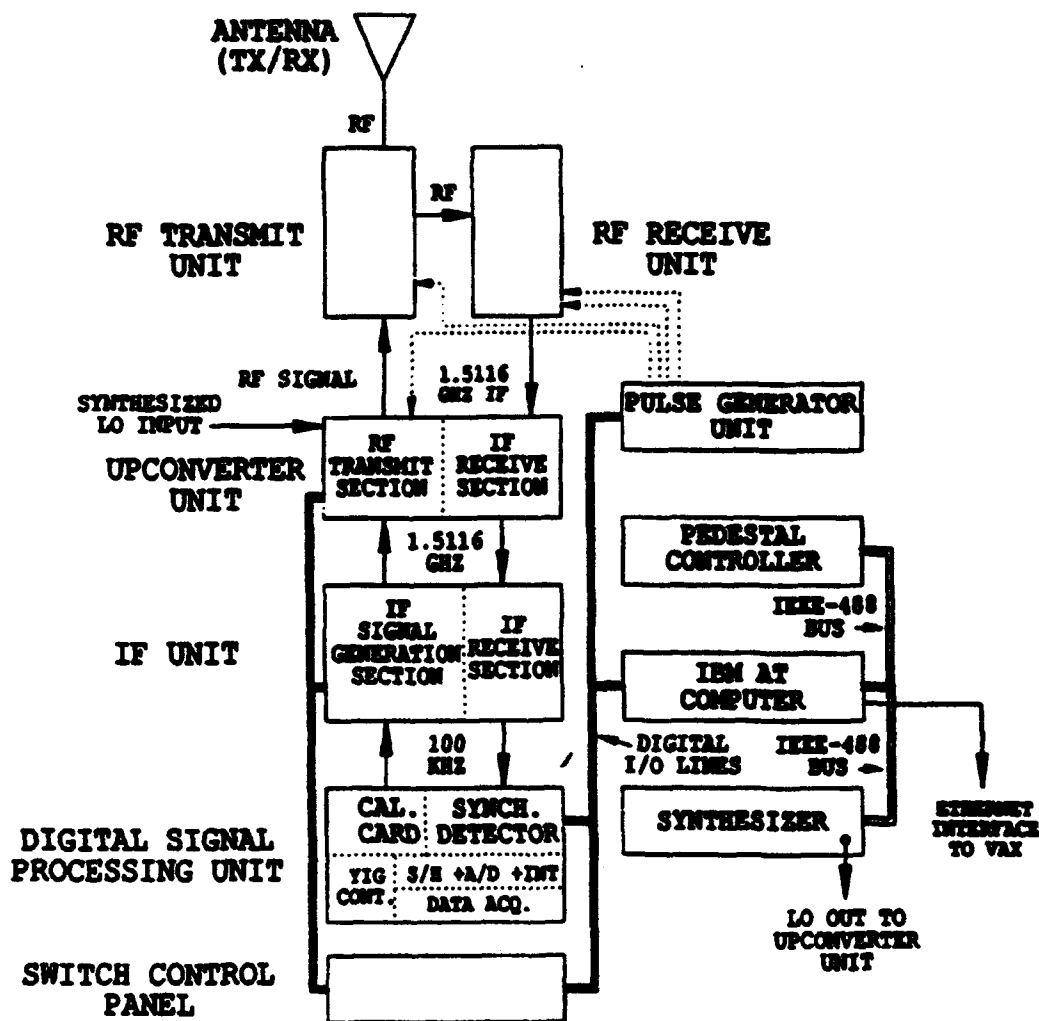 ANTENNA
(TX/RX)
RF
RF
RF TRANSMIT
UNIT
RF RECEIVE
UNIT
RF SIGNAL
1.5116
GHZ IF
SYNTHESIZED
LO INPUT
PULSE GENERATOR
UNIT
UPCONVERTER
UNIT
RF
TRANSMIT
SECTION
IF
RECEIVE
SECTION
1.5116
GHZ
PEDESTAL
CONTROLLER
IEEE-488
BUS
IF UNIT
IF
SIGNAL
GENERATION
SECTION
IF
RECEIVE
SECTION
IBM AT
COMPUTER
100
KHZ
DIGITAL
I/O LINES
IEEE-488
BUS
DIGITAL SIGNAL
PROCESSING UNIT
CAL.
CARD
SYNCH.
DETECTOR
YIG
CONT.
S/H +A/D +INT
DATA ACQ.
SYNTHESIZER
ETHERNET
INTERFACE
TO VAX
LO OUT TO
UPCONVERTER
UNIT
SWITCH CONTROL
PANEL